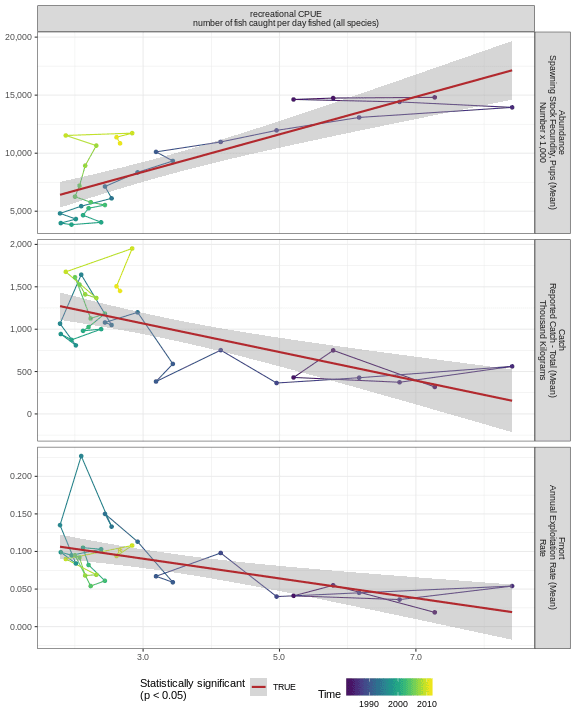 recreational CPUE
number of fish caught per day fished (all species)
20,000
15,000
10,000
5,000
Abundance
Spawning Stock Fecundity, Pups (Mean)
Number x 1,000
2,000
1,500
1,000
500
0
Catch
Reported Catch - Total (Mean)
Thousand Kilograms
0.200
0.150
0.100
0.050
0.000
Fmort
Annual Exploitation Rate (Mean)
Rate
3.0 5.0 7.0
Statistically significant
(p < 0.05)
TRUE
Time
1990 2000 2010